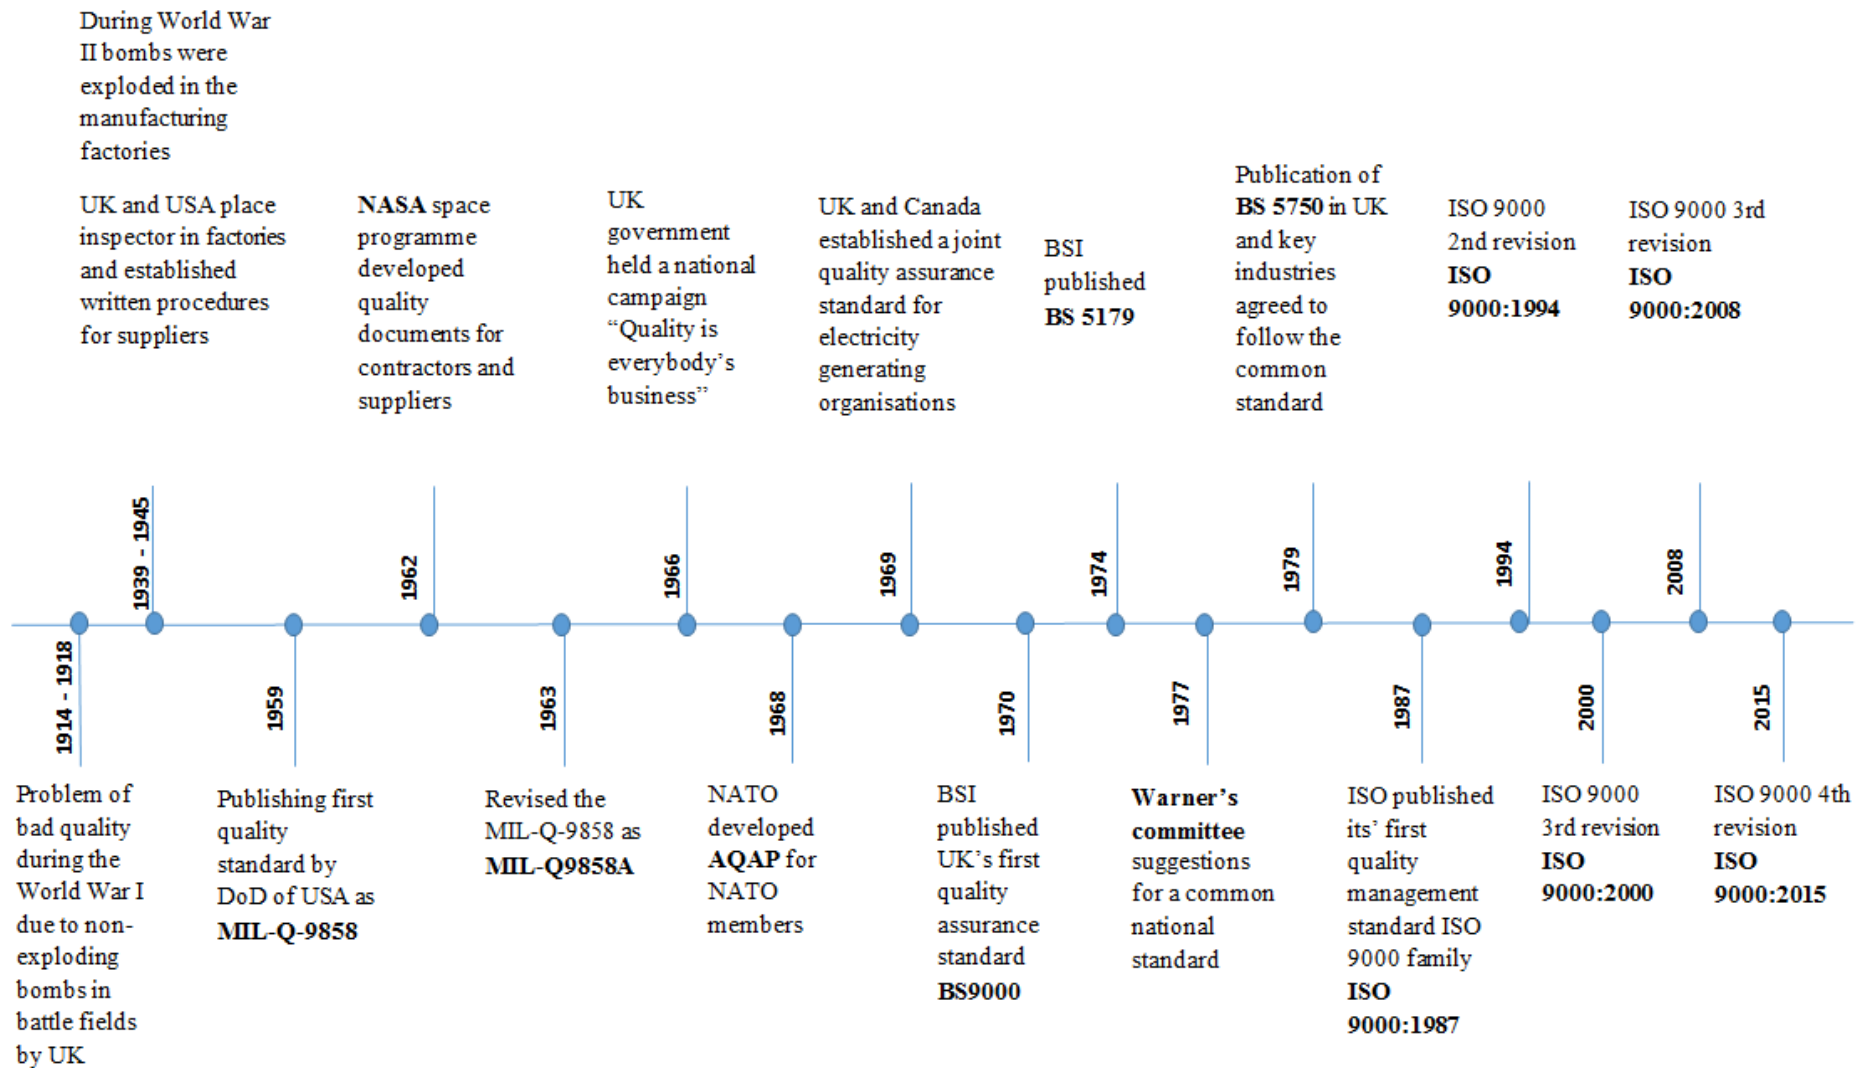 During World War
II bombs were
exploded in the
manufacturing
factories
UK and USA place
inspector in factories
and established
written procedures
for suppliers
NASA space
programme
developed
quality
documents for
contractors and
suppliers
UK
government
held a national
campaign
“Quality is
everybody’s
business”
UK and Canada
established a joint
quality assurance
standard for
electricity
generating
organisations
BSI
published
BS 5179
Publication of
BS 5750 in UK
and key
industries
agreed to
follow the
common
standard
ISO 9000
2nd revision
ISO
9000:1994
ISO 9000 3rd
revision
ISO
9000:2008
1939 - 1945
1962
1966
1969
1974
1979
1994
2008
1914 - 1918
1959
1963
1968
1970
1977
1987
2000
2015
Problem of
bad quality
during the
World War I
due to non-
exploding
bombs in
battle fields
by UK
Publishing first
quality
standard by
DoD of USA as
MIL-Q-9858
Revised the
MIL-Q-9858 as
MIL-Q9858A
NATO
developed
AQAP for
NATO
members
BSI
published
UK’s first
quality
assurance
standard
BS9000
Warner’s
committee
suggestions
for a common
national
standard
ISO published
its’ first
quality
management
standard ISO
9000 family
ISO
9000:1987
ISO 9000
3rd revision
ISO
9000:2000
ISO 9000 4th
revision
ISO
9000:2015